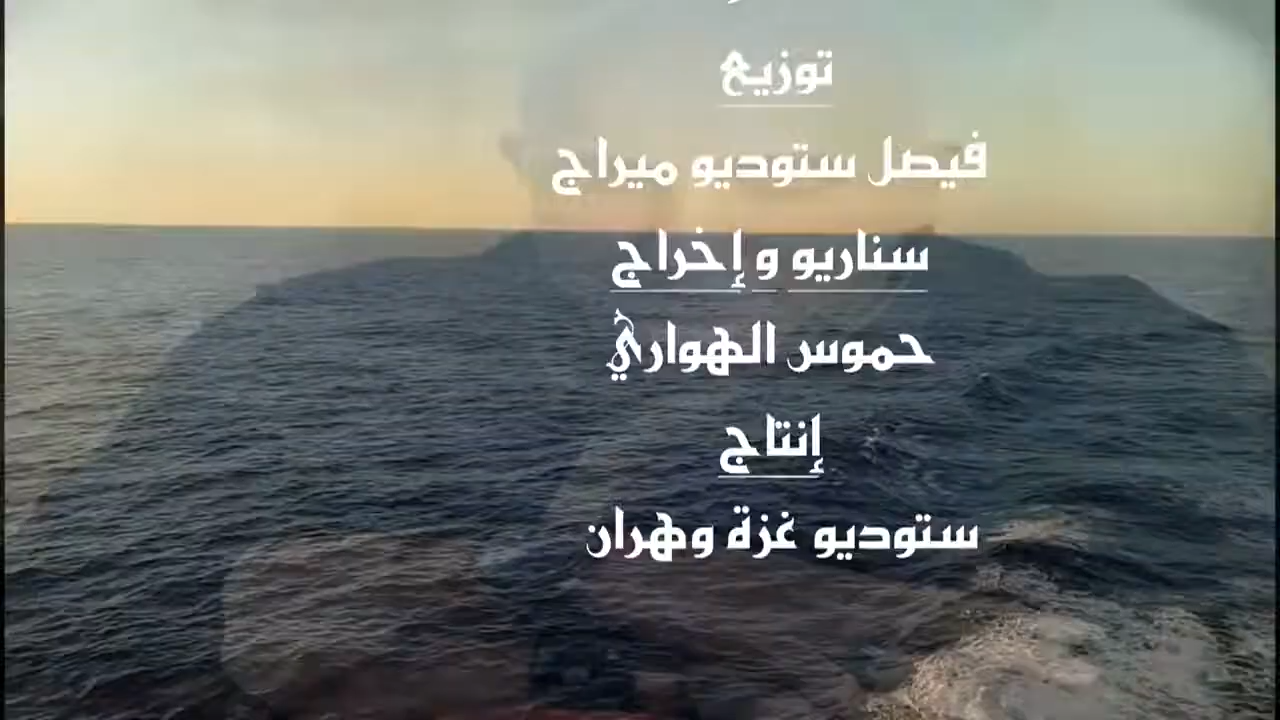 توزيع
فيصل ستوديو ميراج
سناريو و إخراج
حموس الهواري
إنتاج
ستوديو غزة وهران